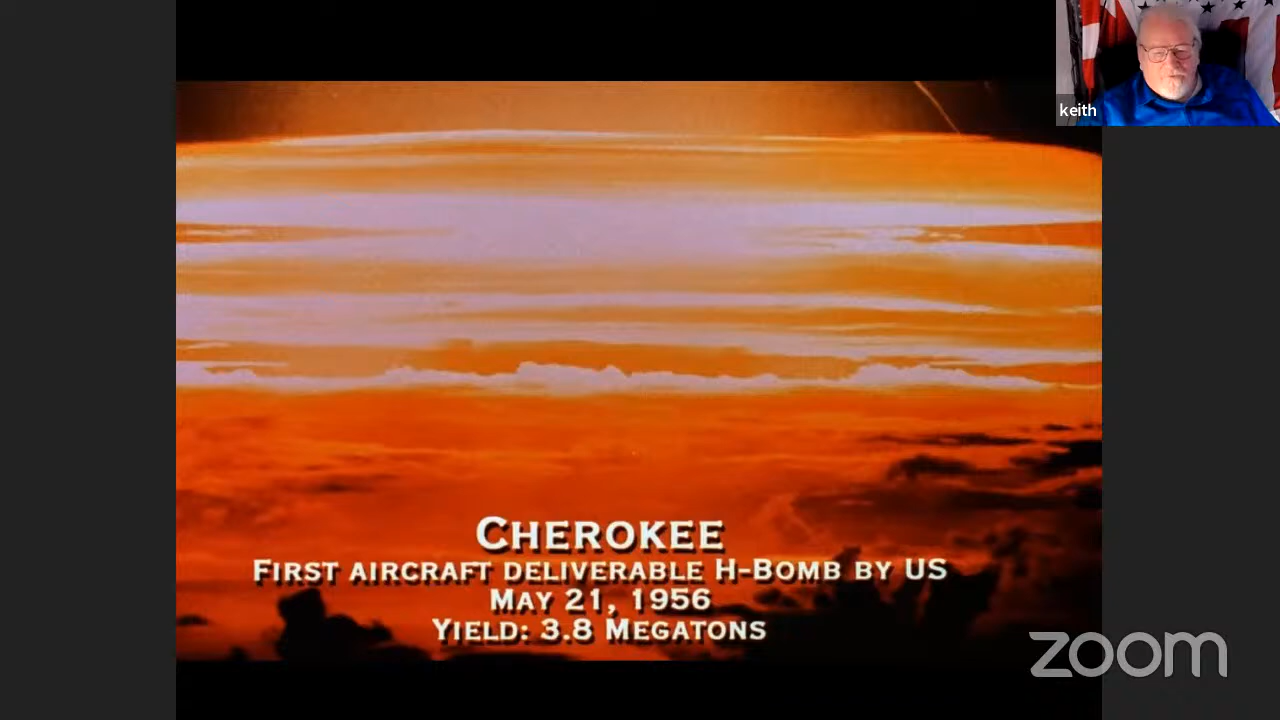 keith
CHEROKEE
FIRST AIRCRAFT DELIVERABLE H-BOMB BY US
MAY 21, 1956
YIELD: 3.8 MEGATONS
zoom